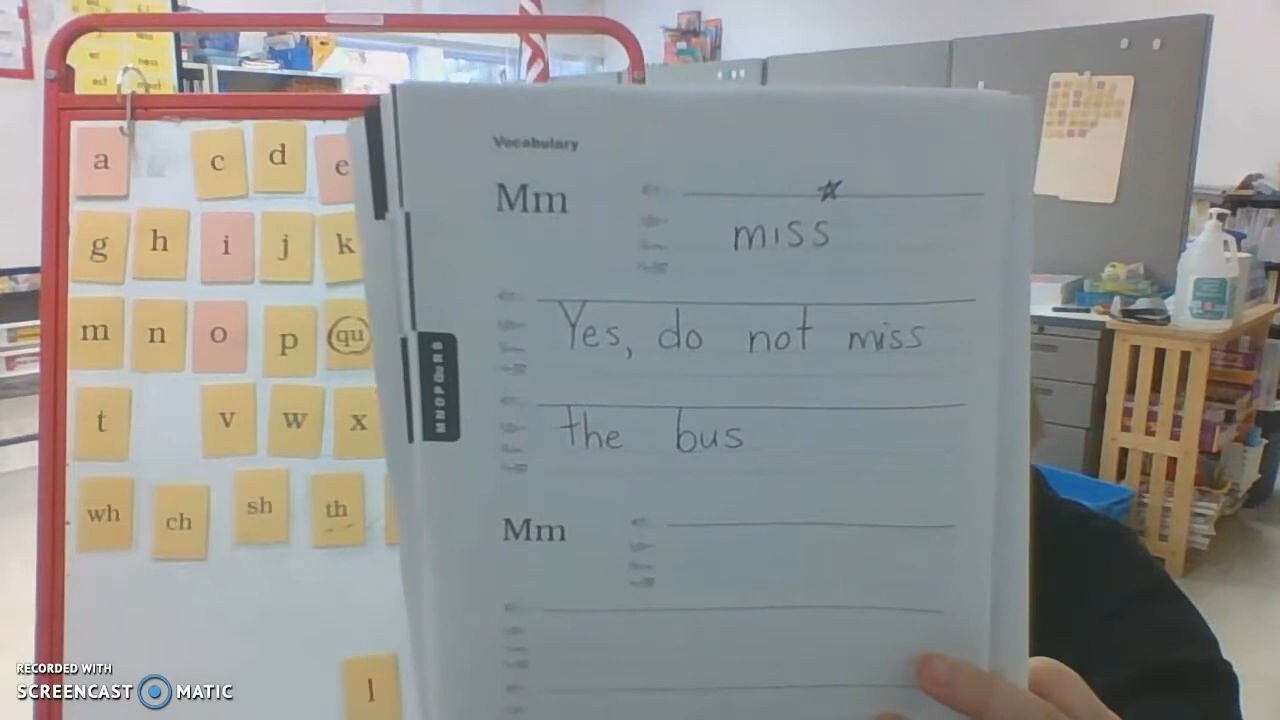 Vocabulary
Mm
miss
Yes, do not miss
the bus
Mm
a c d e
g h i j k
m n o p qu
t v w x
wh ch sh th
l
RECORDED WITH
SCREENCAST MATIC